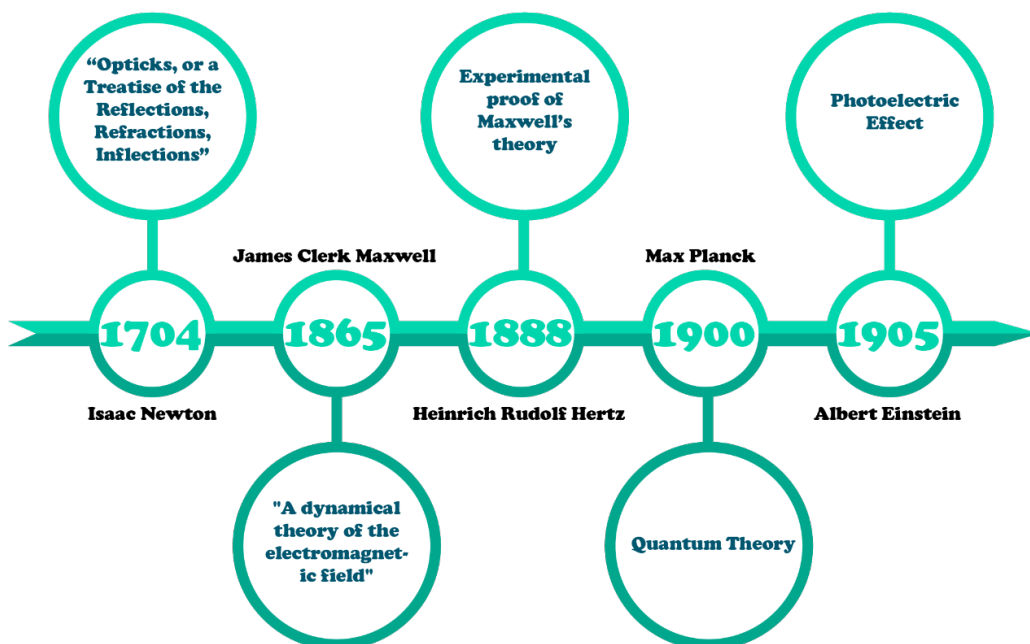 “Opticks, or a
Treatise of the
Reflections,
Refractions,
Inflections”
1704
Isaac Newton
James Clerk Maxwell
1865
"A dynamical
theory of the
electromagnet-
ic field"
Experimental
proof of
Maxwell’s
theory
1888
Heinrich Rudolf Hertz
Max Planck
1900
Quantum Theory
Photoelectric
Effect
1905
Albert Einstein